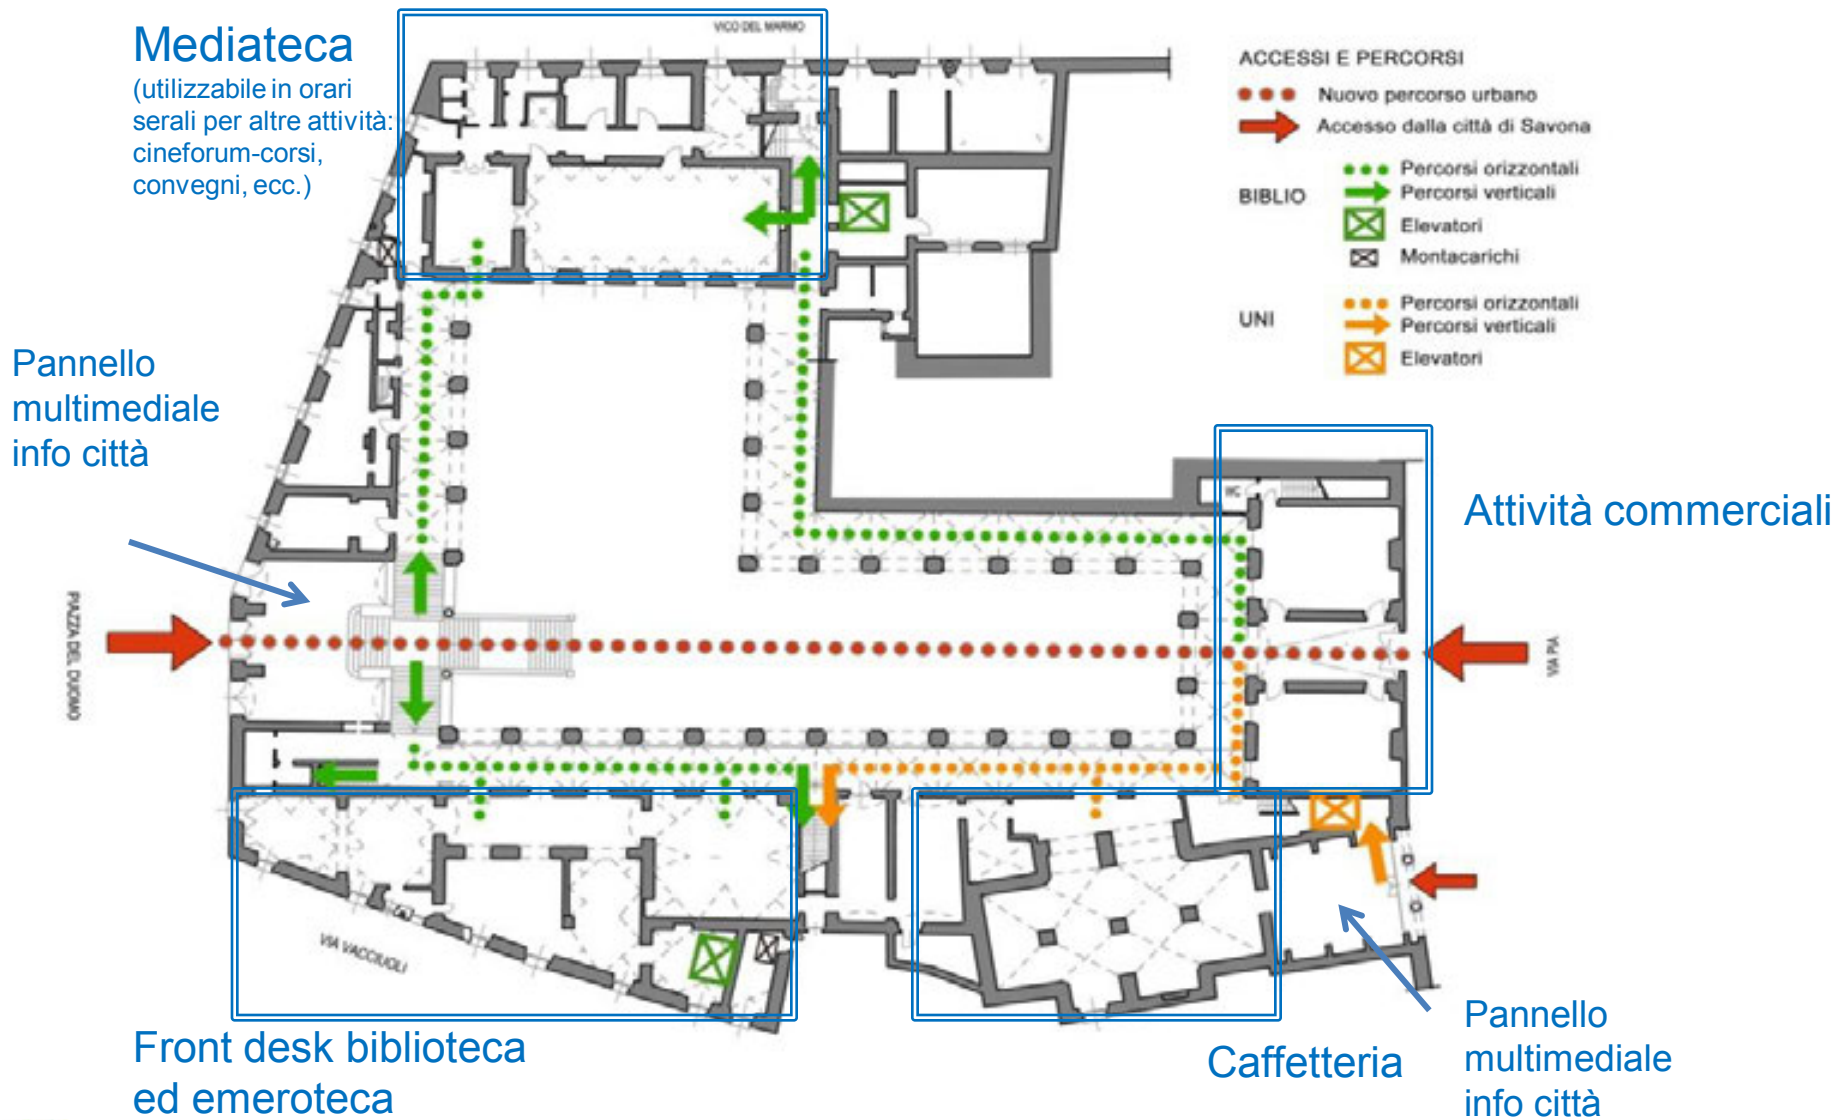 Mediateca
(utilizzabile in orari
serali per altre attività:
cineforum-corsi,
convegni, ecc.)
VICO DEL MARMO
ACCESSI E PERCORSI
Nuovo percorso urbano
Accesso dalla città di Savona
BIBLIO
Percorsi orizzontali
Percorsi verticali
Elevatori
Montacarichi
UNI
Percorsi orizzontali
Percorsi verticali
Elevatori
Pannello
multimediale
info città
WC
Attività commerciali
PIAZZA DEL DUOMO
VIA PIA
VIA VACCIUOLI
Front desk biblioteca
ed emeroteca
Caffetteria
Pannello
multimediale
info città